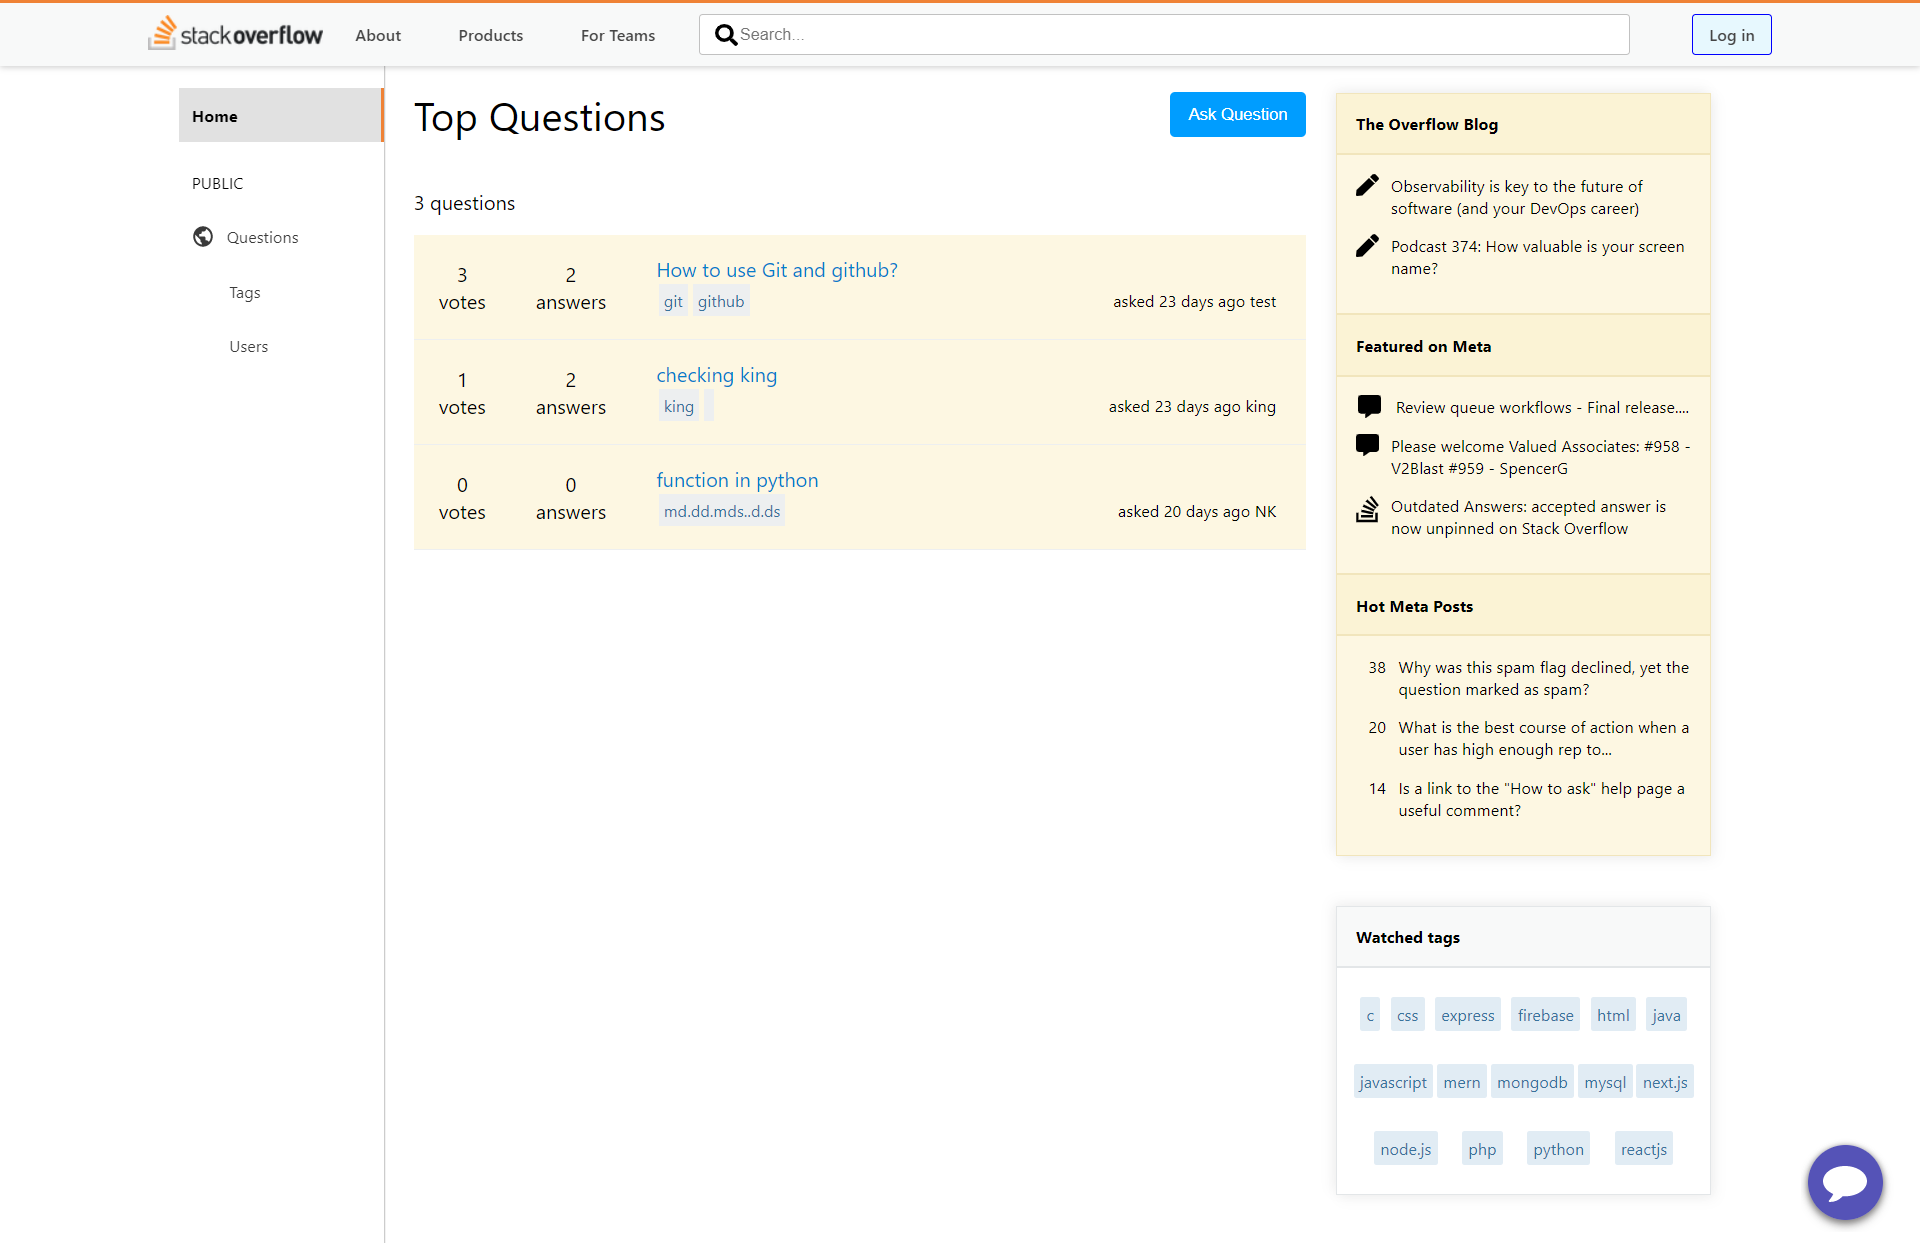 stackoverflow About Products For Teams Search... Log in
Home
PUBLIC
Questions
Tags
Users
Top Questions
Ask Question
3 questions
3 votes
2 answers
How to use Git and github?
git github
asked 23 days ago test
1 votes
2 answers
checking king
king
asked 23 days ago king
0 votes
0 answers
function in python
md.dd.mds..d.ds
asked 20 days ago NK
The Overflow Blog
Observability is key to the future of
software (and your DevOps career)
Podcast 374: How valuable is your screen
name?
Featured on Meta
Review queue workflows - Final release....
Please welcome Valued Associates: #958 -
V2Blast #959 - SpencerG
Outdated Answers: accepted answer is
now unpinned on Stack Overflow
Hot Meta Posts
38 Why was this spam flag declined, yet the
question marked as spam?
20 What is the best course of action when a
user has high enough rep to...
14 Is a link to the "How to ask" help page a
useful comment?
Watched tags
c css express firebase html java
javascript mern mongodb mysql next.js
node.js php python reactjs